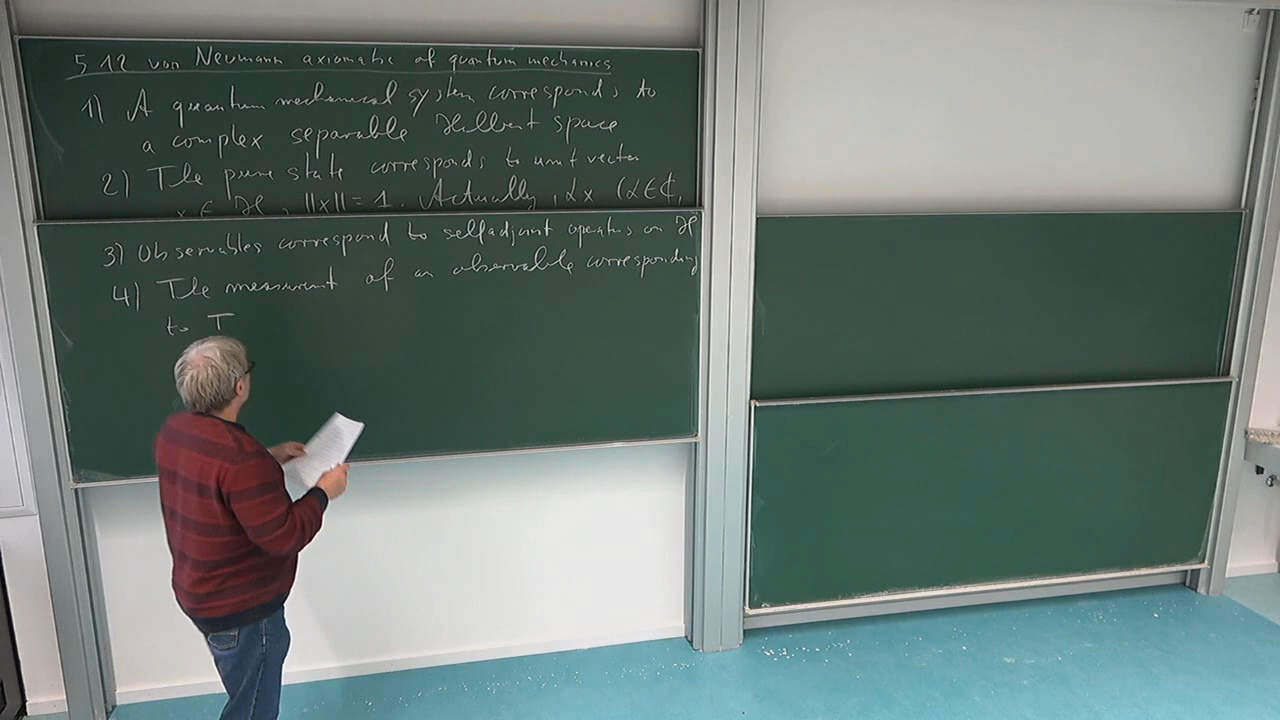 5.12 von Neumann axiomatic of quantum mechanics
1) A quantum mechanical system corresponds to
a complex separable Hilbert space
2) The pure state corresponds to unit vector
x ∈ ℋ, ||x|| = 1. Actually, αx (α ∈ ℂ,
3) Observables correspond to selfadjoint operators on ℋ
4) The measurment of an observable corresponding
to T